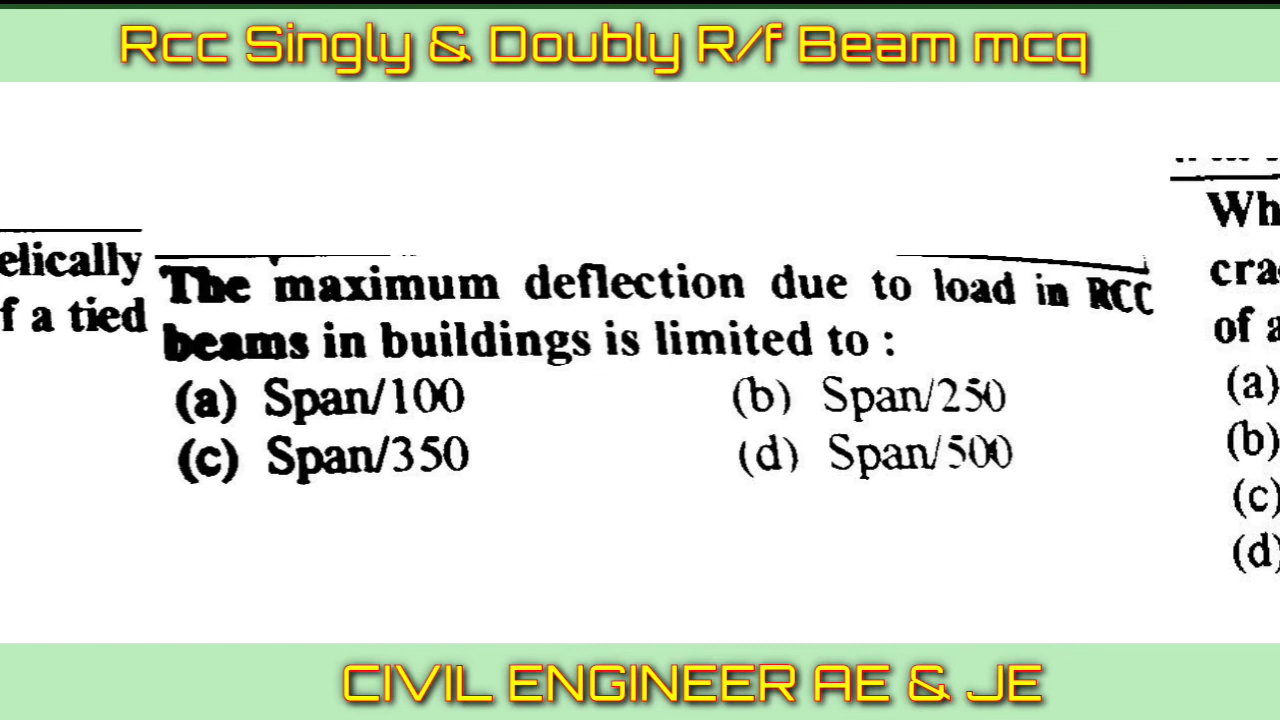 Rcc Singly & Doubly R/f Beam mcq
elically
f a tied
The maximum deflection due to load in RCC
beams in buildings is limited to :
(a) Span/100 (b) Span/250
(c) Span/350 (d) Span/500
Wh
cra
of a
(a)
(b)
(c)
(d)
CIVIL ENGINEER AE & JE